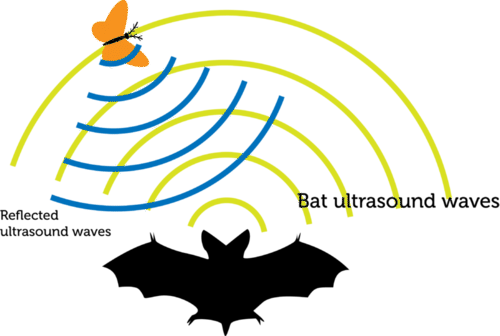 Bat ultrasound waves
Reflected
ultrasound waves